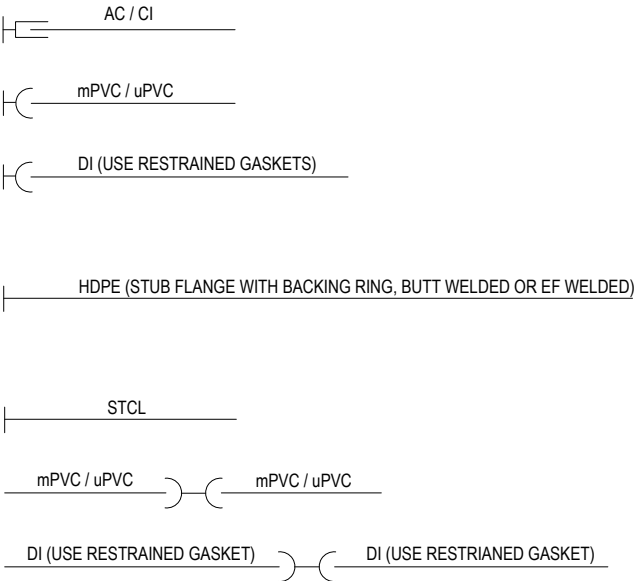 AC / CI
mPVC / uPVC
DI (USE RESTRAINED GASKETS)
HDPE (STUB FLANGE WITH BACKING RING, BUTT WELDED OR EF WELDED)
STCL
mPVC / uPVC mPVC / uPVC
DI (USE RESTRAINED GASKET) DI (USE RESTRIANED GASKET)